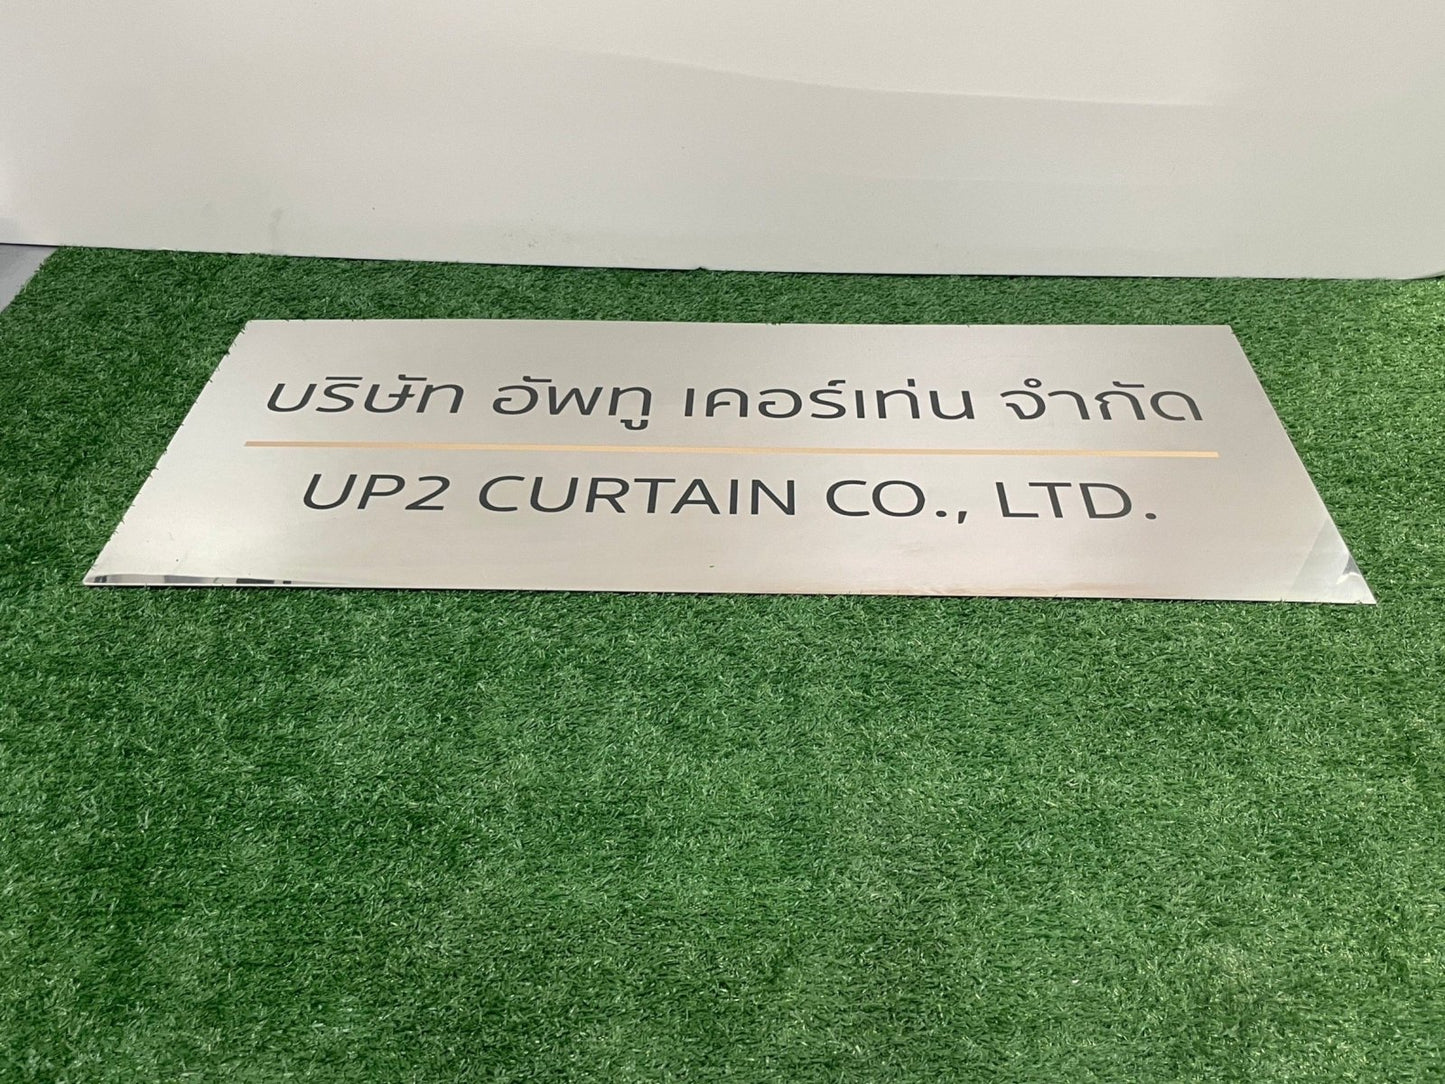 บริษัท อัพทู เคอร์เท่น จำกัด
UP2 CURTAIN CO., LTD.